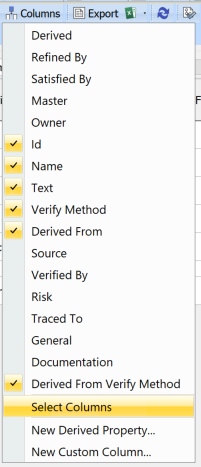 Columns Export
Derived
Refined By
Satisfied By
Master
Owner
Id
Name
Text
Verify Method
Derived From
Source
Verified By
Risk
Traced To
General
Documentation
Derived From Verify Method
Select Columns
New Derived Property...
New Custom Column...